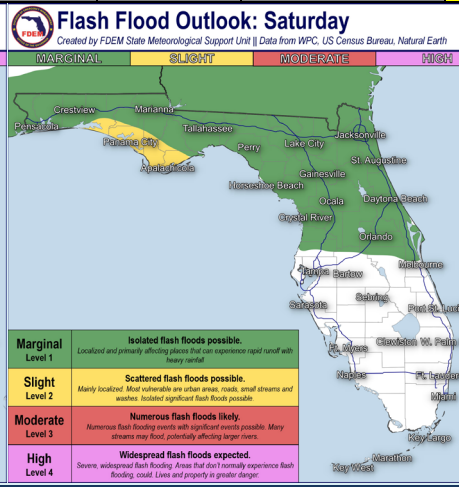 FDEM
Flash Flood Outlook: Saturday
Created by FDEM State Meteorological Support Unit || Data from WPC, US Census Bureau, Natural Earth
MARGINAL SLIGHT MODERATE HIGH
Crestview Marianna
Pensacola
Panama City
Tallahassee
Apalachicola
Perry
Lake City
Jacksonville
St. Augustine
Gainesville
Horseshoe Beach
Ocala
Daytona Beach
Crystal River
Orlando
Melbourne
Tampa Bartow
Sebring
Sarasota
Port St. Luci
Ft. Myers
Clewiston W. Palm
Naples
Ft. Lauder
Miami
Key Largo
Marathon
Key West
Marginal
Level 1
Isolated flash floods possible.
Localized and primarily affecting places that can experience rapid runoff with
heavy rainfall
Slight
Level 2
Scattered flash floods possible.
Mainly localized. Most vulnerable are urban areas, roads, small streams and
washes. Isolated significant flash floods possible.
Moderate
Level 3
Numerous flash floods likely.
Numerous flash flooding events with significant events possible. Many
streams may flood, potentially affecting larger rivers.
High
Level 4
Widespread flash floods expected.
Severe, widespread flash flooding. Areas that don't normally experience flash
flooding, could. Lives and property in greater danger.